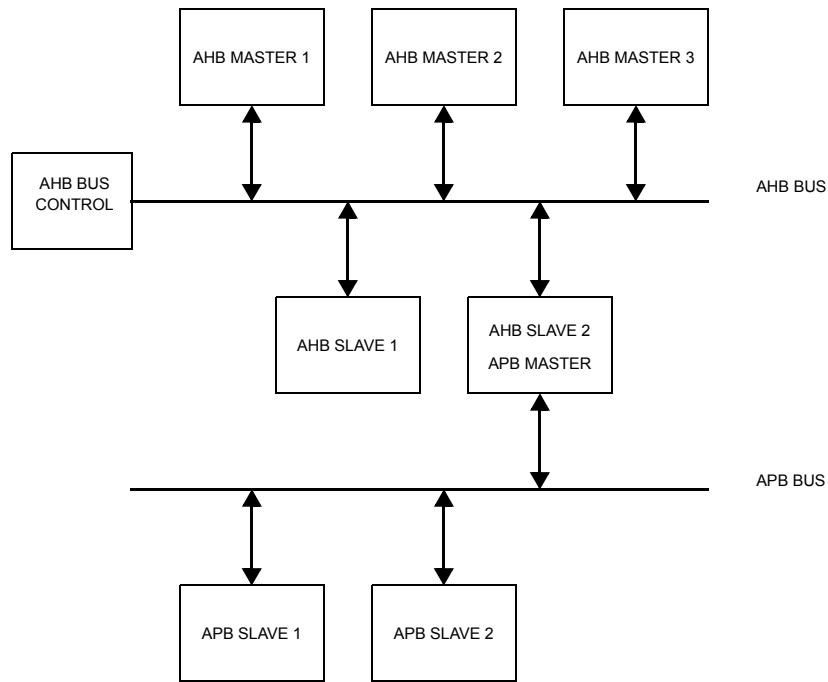 AHB MASTER 1
AHB MASTER 2
AHB MASTER 3
AHB BUS
CONTROL
AHB BUS
AHB SLAVE 1
AHB SLAVE 2
APB MASTER
APB BUS
APB SLAVE 1
APB SLAVE 2